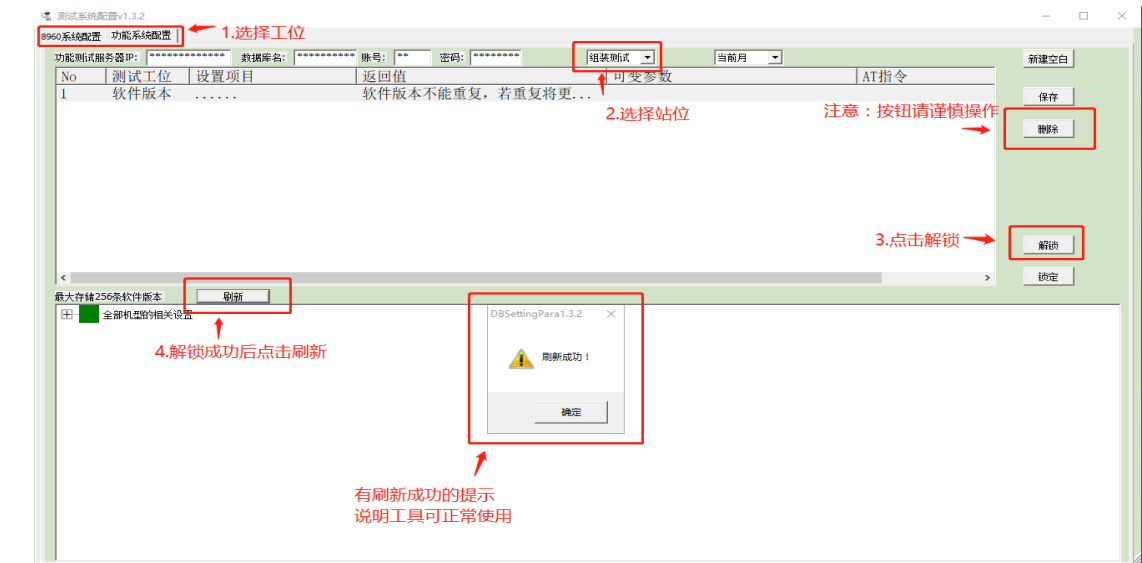 测试系统配置v1.3.2
8960系统配置 功能系统配置 1.选择工位
功能测试服务器IP: ************* 数据库名: ********** 账号: ** 密码: ******** 组装测试 当前月 新建空白
No 测试工位 设置项目 返回值 可变参数 AT指令
1 软件版本 ...... 软件版本不能重复，若重复将更...
保存
2.选择站位
注意：按钮请谨慎操作
删除
3.点击解锁
解锁
锁定
最大存储256条软件版本 刷新
全部机型的相关设置
4.解锁成功后点击刷新
DBSettingPara1.3.2
刷新成功！
确定
有刷新成功的提示
说明工具可正常使用